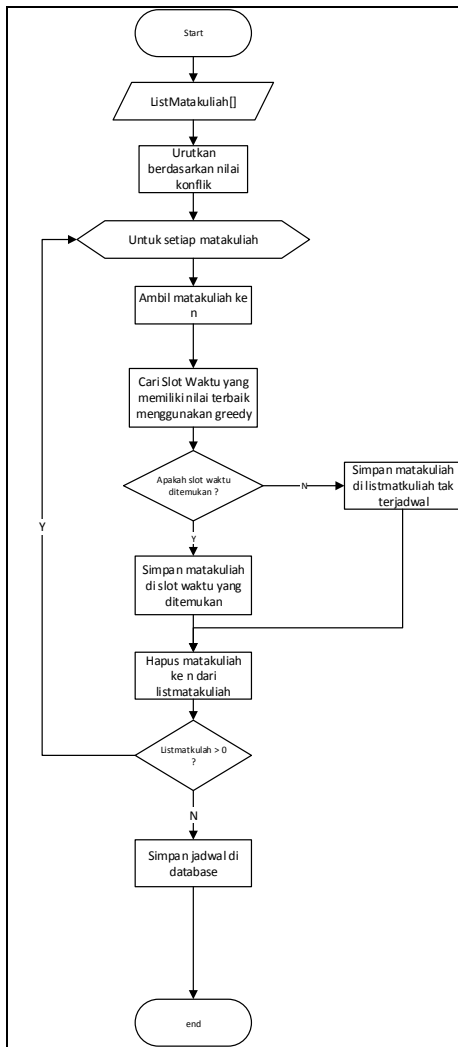 Start
ListMatakuliah[]
Urutkan
berdasarkan nilai
konflik
Untuk setiap matakuliah
Ambil matakuliah ke
n
Cari Slot Waktu yang
memiliki nilai terbaik
menggunakan greedy
Apakah slot waktu
ditemukan ?
N
Simpan matakuliah
di listmatkuliah tak
terjadwal
Y
Y
Simpan matakuliah
di slot waktu yang
ditemukan
Hapus matakuliah
ke n dari
listmatakuliah
Listmatkulah > 0
?
N
Simpan jadwal di
database
end